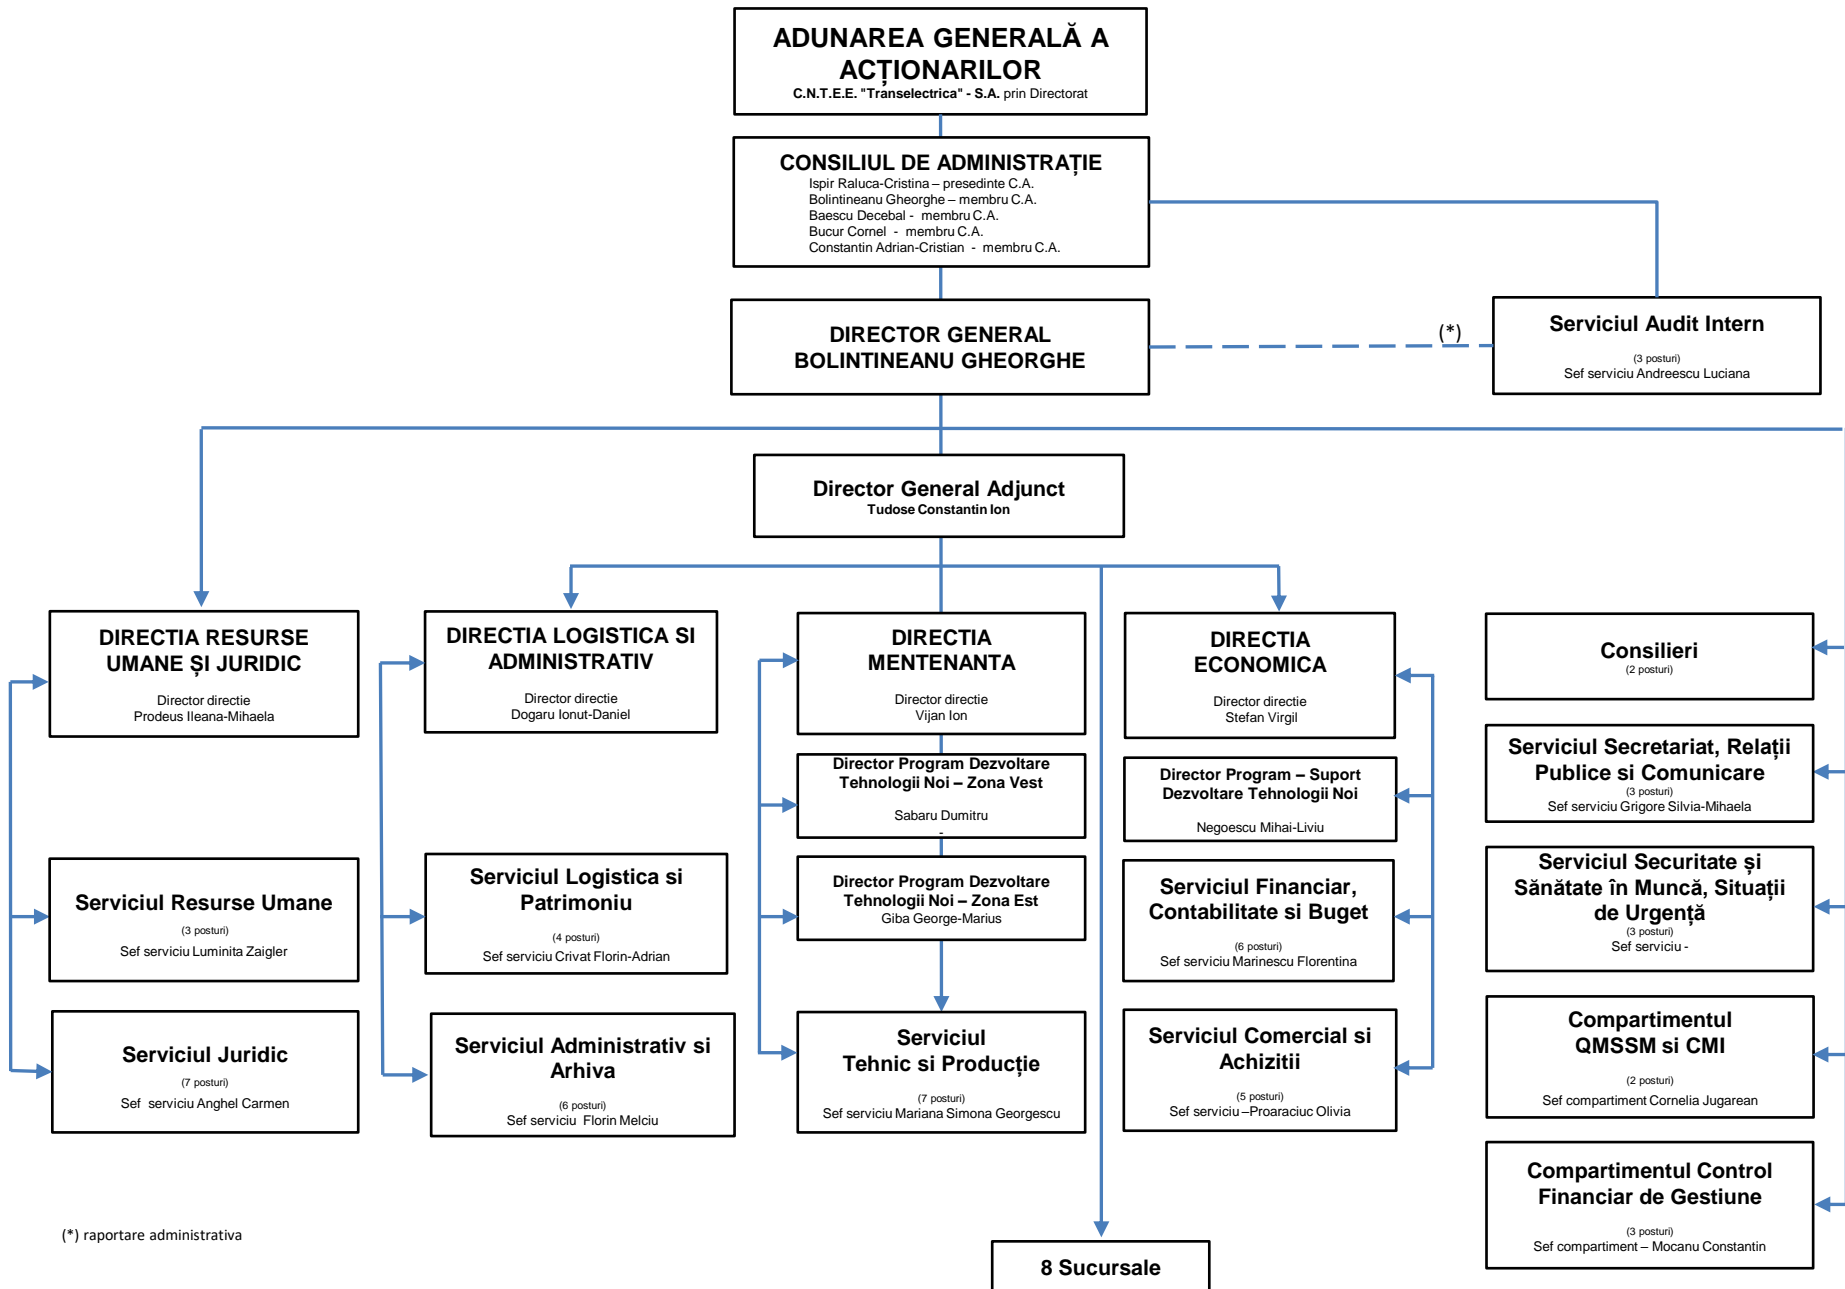 ADUNAREA GENERALĂ A
ACȚIONARILOR
C.N.T.E.E. "Transelectrica" - S.A. prin Directorat
CONSILIUL DE ADMINISTRAȚIE
Ispir Raluca-Cristina – presedinte C.A.
Bolintineanu Gheorghe – membru C.A.
Baescu Decebal - membru C.A.
Bucur Cornel - membru C.A.
Constantin Adrian-Cristian - membru C.A.
DIRECTOR GENERAL
BOLINTINEANU GHEORGHE
(*)
Serviciul Audit Intern
(3 posturi)
Sef serviciu Andreescu Luciana
Director General Adjunct
Tudose Constantin Ion
DIRECTIA RESURSE
UMANE ȘI JURIDIC
Director directie
Prodeus Ileana-Mihaela
Serviciul Resurse Umane
(3 posturi)
Sef serviciu Luminita Zaigler
Serviciul Juridic
(7 posturi)
Sef serviciu Anghel Carmen
DIRECTIA LOGISTICA SI
ADMINISTRATIV
Director directie
Dogaru Ionut-Daniel
Serviciul Logistica si
Patrimoniu
(4 posturi)
Sef serviciu Crivat Florin-Adrian
Serviciul Administrativ si
Arhiva
(6 posturi)
Sef serviciu Florin Melciu
DIRECTIA
MENTENANTA
Director directie
Vijan Ion
Director Program Dezvoltare
Tehnologii Noi – Zona Vest
Sabaru Dumitru
-
Director Program Dezvoltare
Tehnologii Noi – Zona Est
Giba George-Marius
Serviciul
Tehnic si Producție
(7 posturi)
Sef serviciu Mariana Simona Georgescu
DIRECTIA
ECONOMICA
Director directie
Stefan Virgil
Director Program – Suport
Dezvoltare Tehnologii Noi
Negoescu Mihai-Liviu
Serviciul Financiar,
Contabilitate si Buget
(6 posturi)
Sef serviciu Marinescu Florentina
Serviciul Comercial si
Achizitii
(5 posturi)
Sef serviciu –Proaraciuc Olivia
Consilieri
(2 posturi)
Serviciul Secretariat, Relații
Publice si Comunicare
(3 posturi)
Sef serviciu Grigore Silvia-Mihaela
Serviciul Securitate și
Sănătate în Muncă, Situații
de Urgență
(3 posturi)
Sef serviciu -
Compartimentul
QMSSM si CMI
(2 posturi)
Sef compartiment Cornelia Jugarean
Compartimentul Control
Financiar de Gestiune
(3 posturi)
Sef compartiment – Mocanu Constantin
8 Sucursale
(*) raportare administrativa